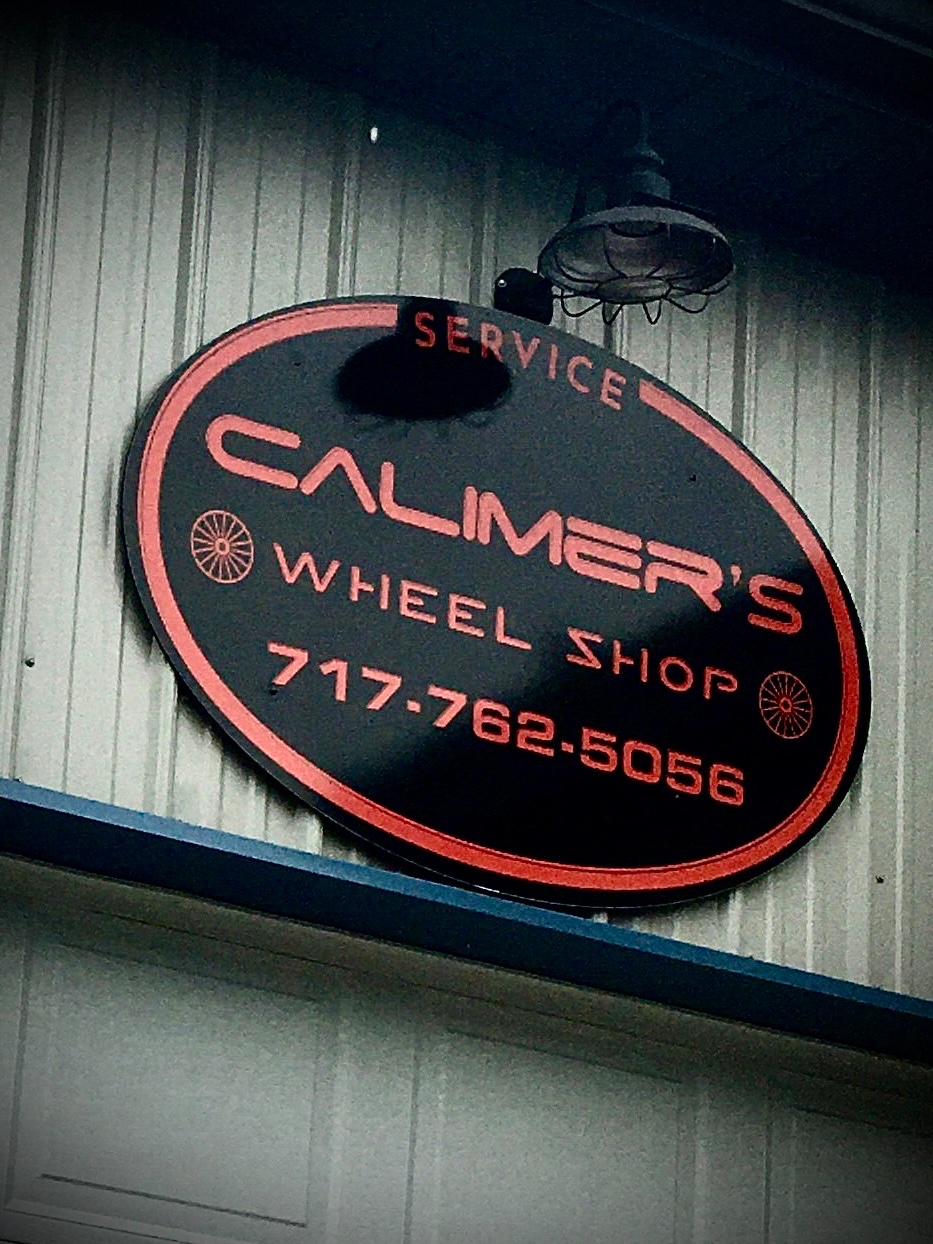 SERVICE
CALIMER'S
WHEEL SHOP
717.762.5056